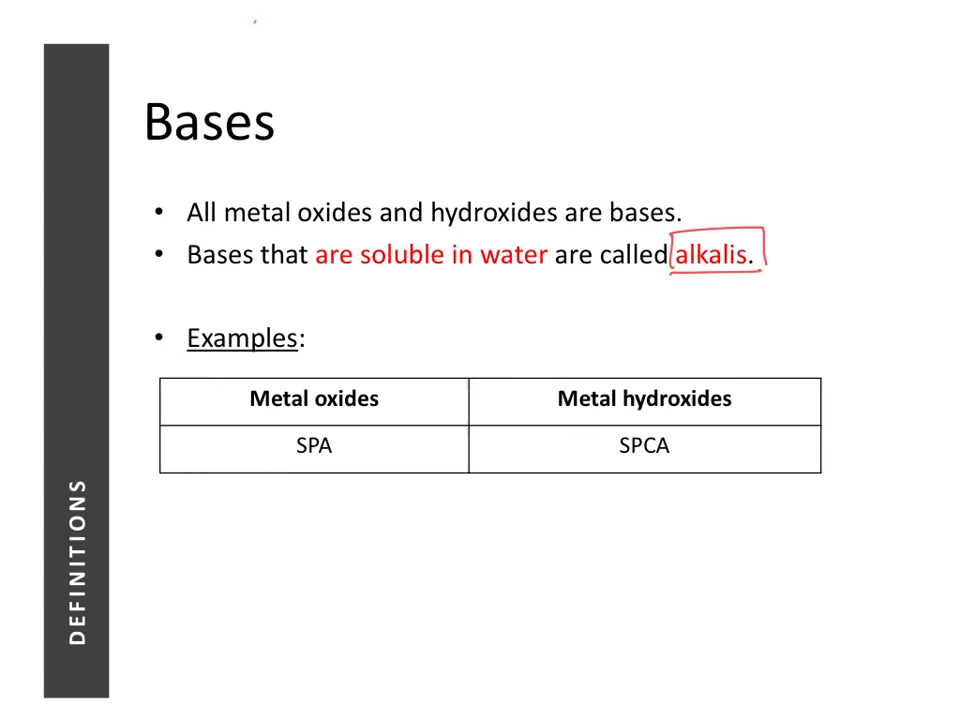 Bases
• All metal oxides and hydroxides are bases.
• Bases that are soluble in water are called alkalis.
• Examples:
Metal oxides
Metal hydroxides
SPA
SPCA
DEFINITIONS